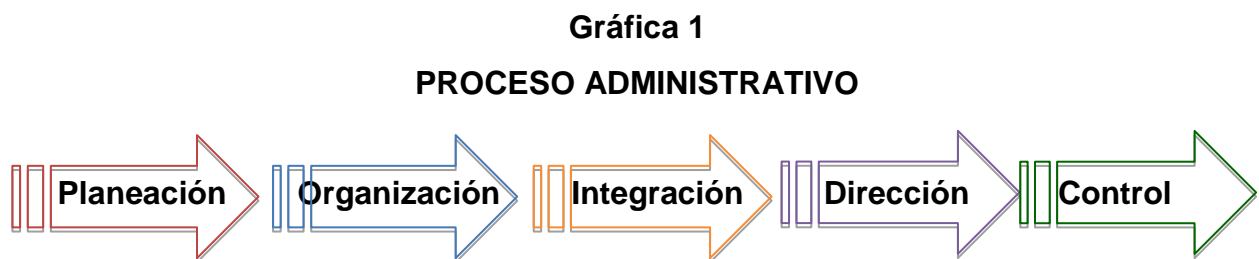 Gráfica 1
PROCESO ADMINISTRATIVO
Planeación Organización Integración Dirección Control